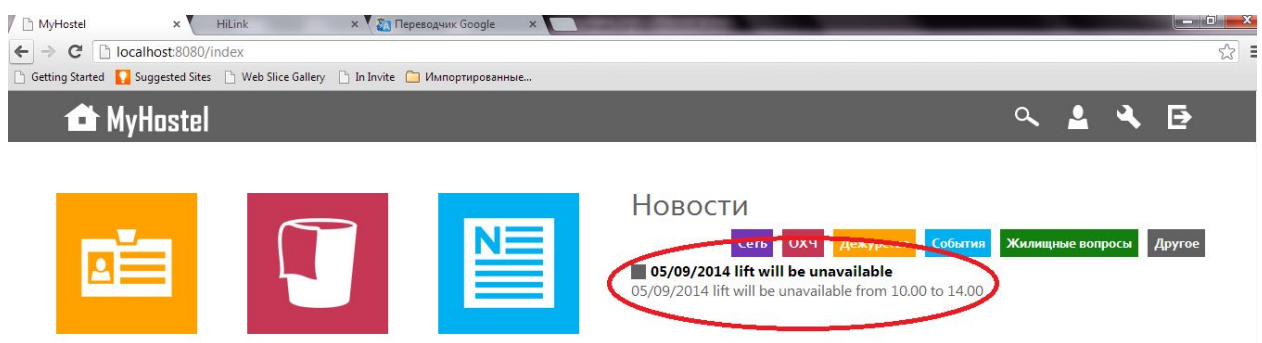 MyHostel
HiLink
Переводчик Google
localhost:8080/index
Getting Started Suggested Sites Web Slice Gallery In Invite Импортированные...
MyHostel
N
Новости
Сеть ОХЧ Дежурства События Жилищные вопросы Другое
05/09/2014 lift will be unavailable
05/09/2014 lift will be unavailable from 10.00 to 14.00